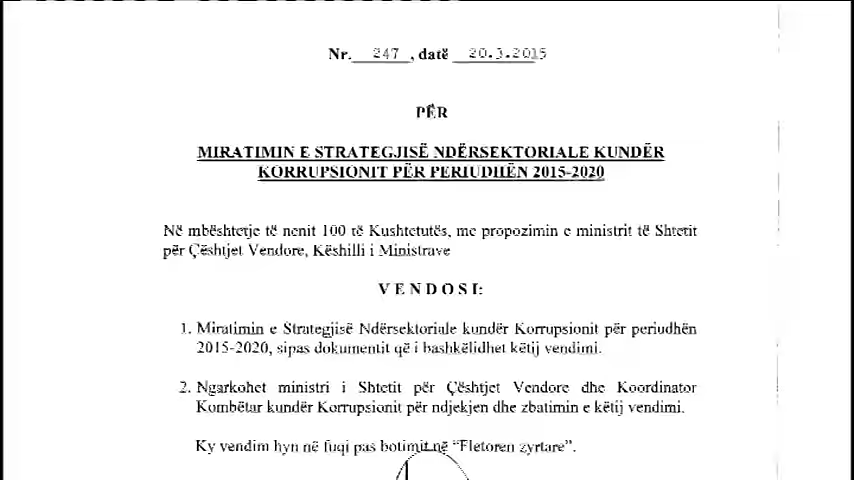 Nr. 247 , datë 20.3.2015
PËR
MIRATIMIN E STRATEGJISË NDËRSEKTORIALE KUNDËR
KORRUPSIONIT PËR PERIUDHËN 2015-2020
Në mbështetje të nenit 100 të Kushtetutës, me propozimin e ministrit të Shtetit
për Çështjet Vendore, Këshilli i Ministrave
V E N D O S I:
1. Miratimin e Strategjisë Ndërsektoriale kundër Korrupsionit për periudhën
2015-2020, sipas dokumentit që i bashkëlidhet këtij vendimi.
2. Ngarkohet ministri i Shtetit për Çështjet Vendore dhe Koordinator
Kombëtar kundër Korrupsionit për ndjekjen dhe zbatimin e këtij vendimi.
Ky vendim hyn në fuqi pas botimit në “Fletoren zyrtare”.